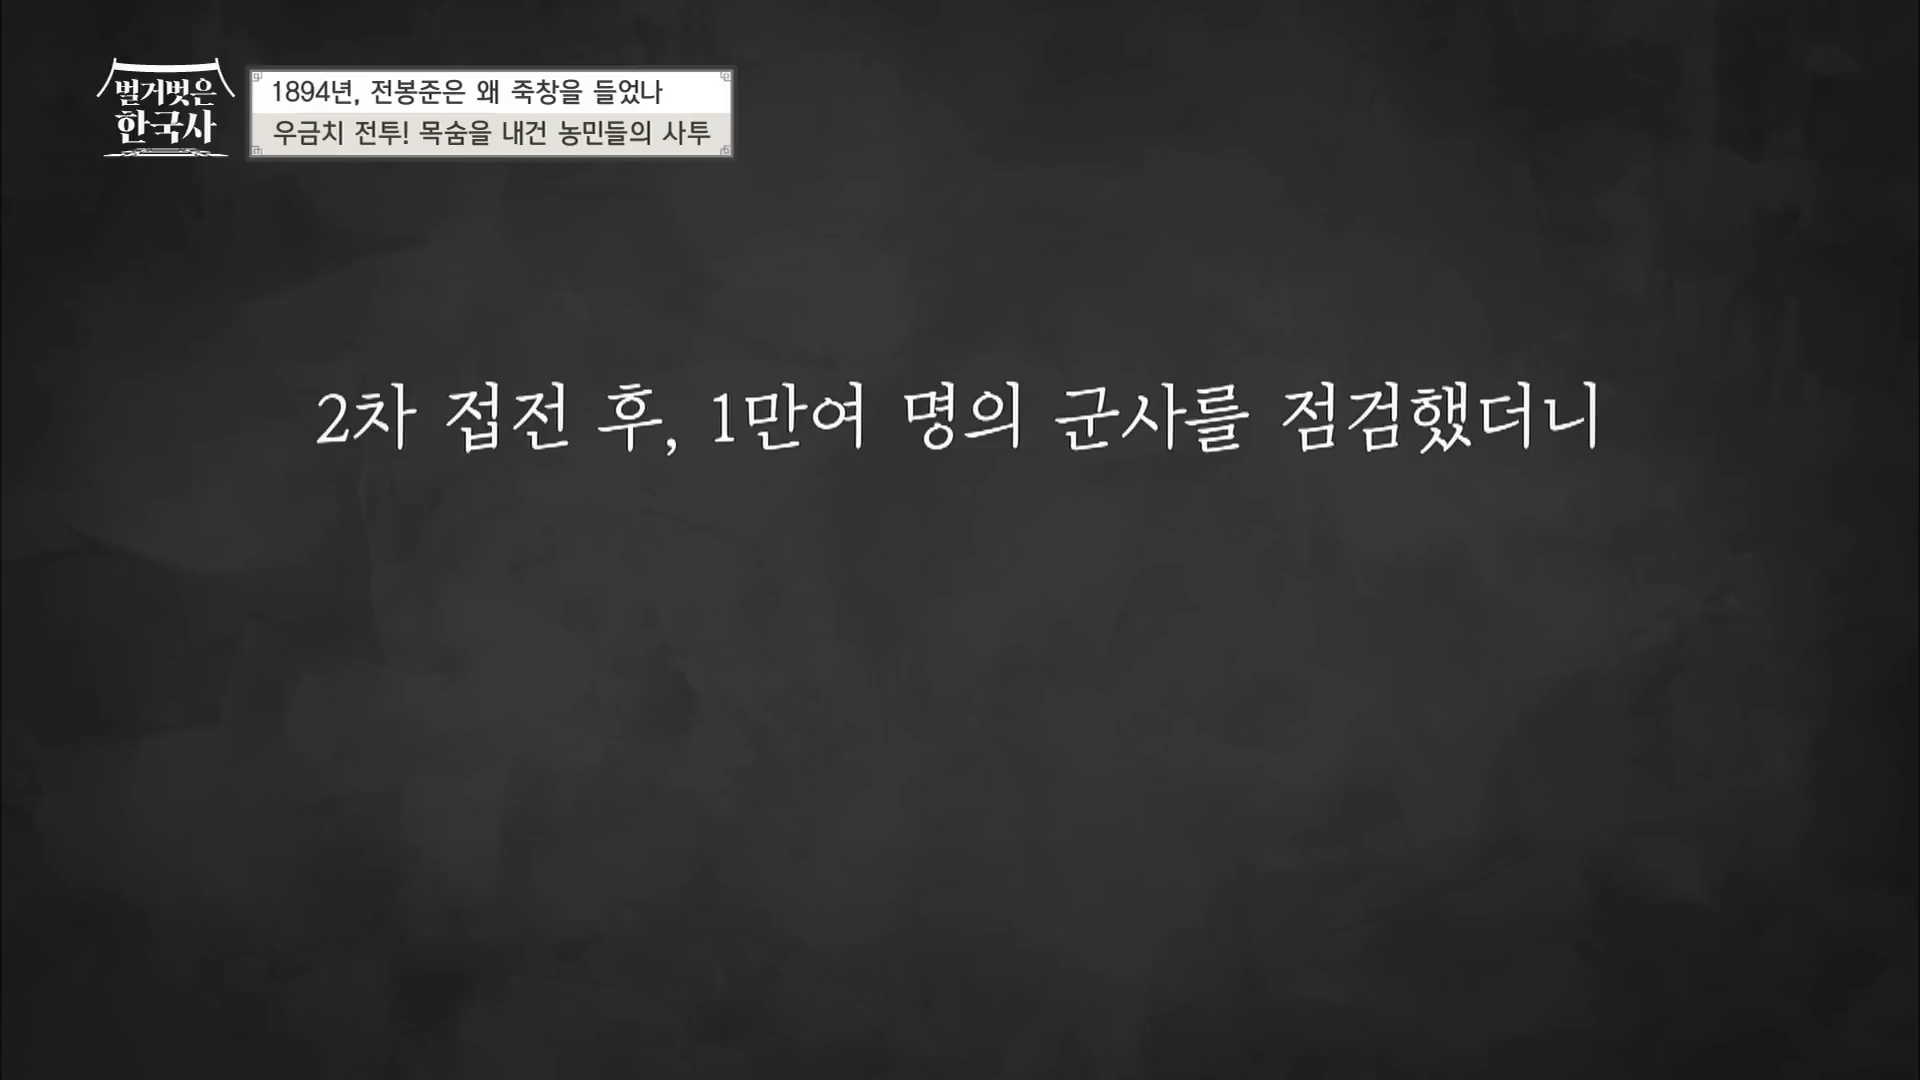 벌거벗은
한국사
1894년, 전봉준은 왜 죽창을 들었나
우금치 전투! 목숨을 내건 농민들의 사투
2차 접전 후, 1만여 명의 군사를 점검했더니